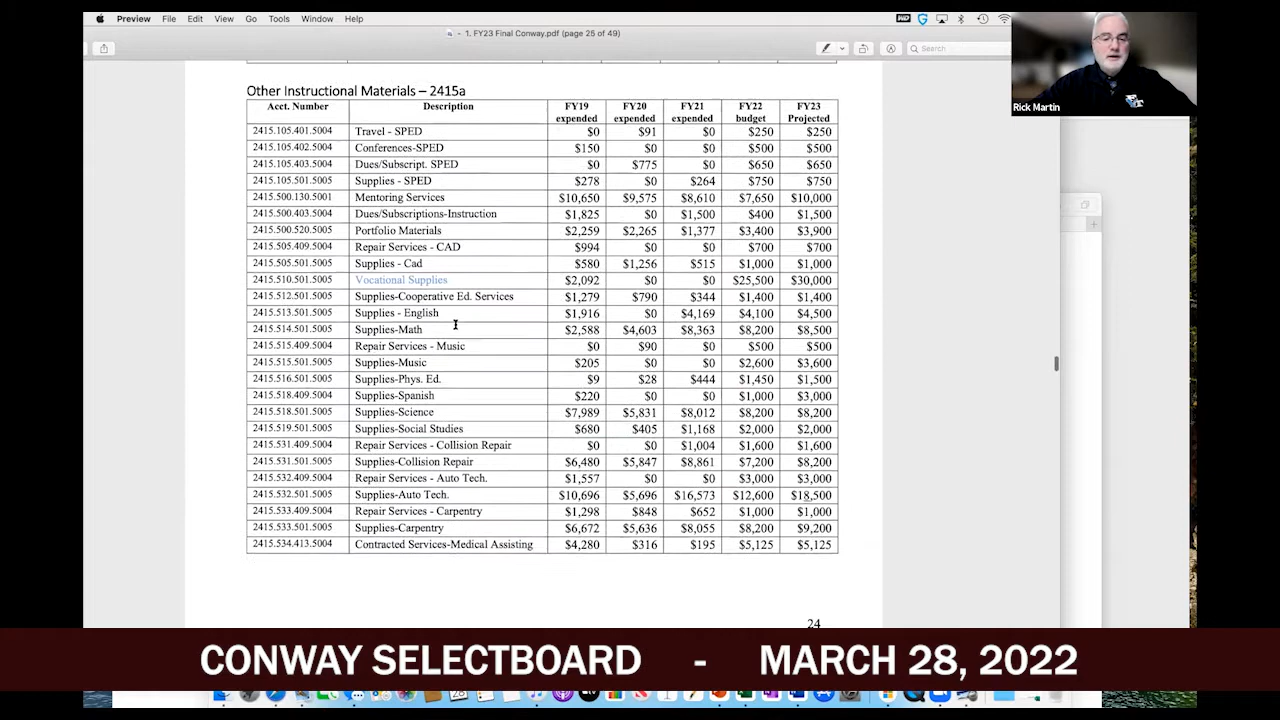 Preview File Edit View Go Tools Window Help
1. FY23 Final Conway.pdf (page 25 of 49)
Search
Rick Martin
Other Instructional Materials – 2415a
Acct. Number Description FY19 expended FY20 expended FY21 expended FY22 budget FY23 Projected
2415.105.401.5004 Travel - SPED $0 $91 $0 $250 $250
2415.105.402.5004 Conferences-SPED $150 $0 $0 $500 $500
2415.105.403.5004 Dues/Subscript. SPED $0 $775 $0 $650 $650
2415.105.501.5005 Supplies - SPED $278 $0 $264 $750 $750
2415.500.130.5001 Mentoring Services $10,650 $9,575 $8,610 $7,650 $10,000
2415.500.403.5004 Dues/Subscriptions-Instruction $1,825 $0 $1,500 $400 $1,500
2415.500.520.5005 Portfolio Materials $2,259 $2,265 $1,377 $3,400 $3,900
2415.505.409.5004 Repair Services - CAD $994 $0 $0 $700 $700
2415.505.501.5005 Supplies - Cad $580 $1,256 $515 $1,000 $1,000
2415.510.501.5005 Vocational Supplies $2,092 $0 $0 $25,500 $30,000
2415.512.501.5005 Supplies-Cooperative Ed. Services $1,279 $790 $344 $1,400 $1,400
2415.513.501.5005 Supplies - English $1,916 $0 $4,169 $4,100 $4,500
2415.514.501.5005 Supplies-Math $2,588 $4,603 $8,363 $8,200 $8,500
2415.515.409.5004 Repair Services - Music $0 $90 $0 $500 $500
2415.515.501.5005 Supplies-Music $205 $0 $0 $2,600 $3,600
2415.516.501.5005 Supplies-Phys. Ed. $9 $28 $444 $1,450 $1,500
2415.518.409.5004 Supplies-Spanish $220 $0 $0 $1,000 $3,000
2415.518.501.5005 Supplies-Science $7,989 $5,831 $8,012 $8,200 $8,200
2415.519.501.5005 Supplies-Social Studies $680 $405 $1,168 $2,000 $2,000
2415.531.409.5004 Repair Services - Collision Repair $0 $0 $1,004 $1,600 $1,600
2415.531.501.5005 Supplies-Collision Repair $6,480 $5,847 $8,861 $7,200 $8,200
2415.532.409.5004 Repair Services - Auto Tech. $1,557 $0 $0 $3,000 $3,000
2415.532.501.5005 Supplies-Auto Tech. $10,696 $5,696 $16,573 $12,600 $18,500
2415.533.409.5004 Repair Services - Carpentry $1,298 $848 $652 $1,000 $1,000
2415.533.501.5005 Supplies-Carpentry $6,672 $5,636 $8,055 $8,200 $9,200
2415.534.413.5004 Contracted Services-Medical Assisting $4,280 $316 $195 $5,125 $5,125
24
CONWAY SELECTBOARD - MARCH 28, 2022